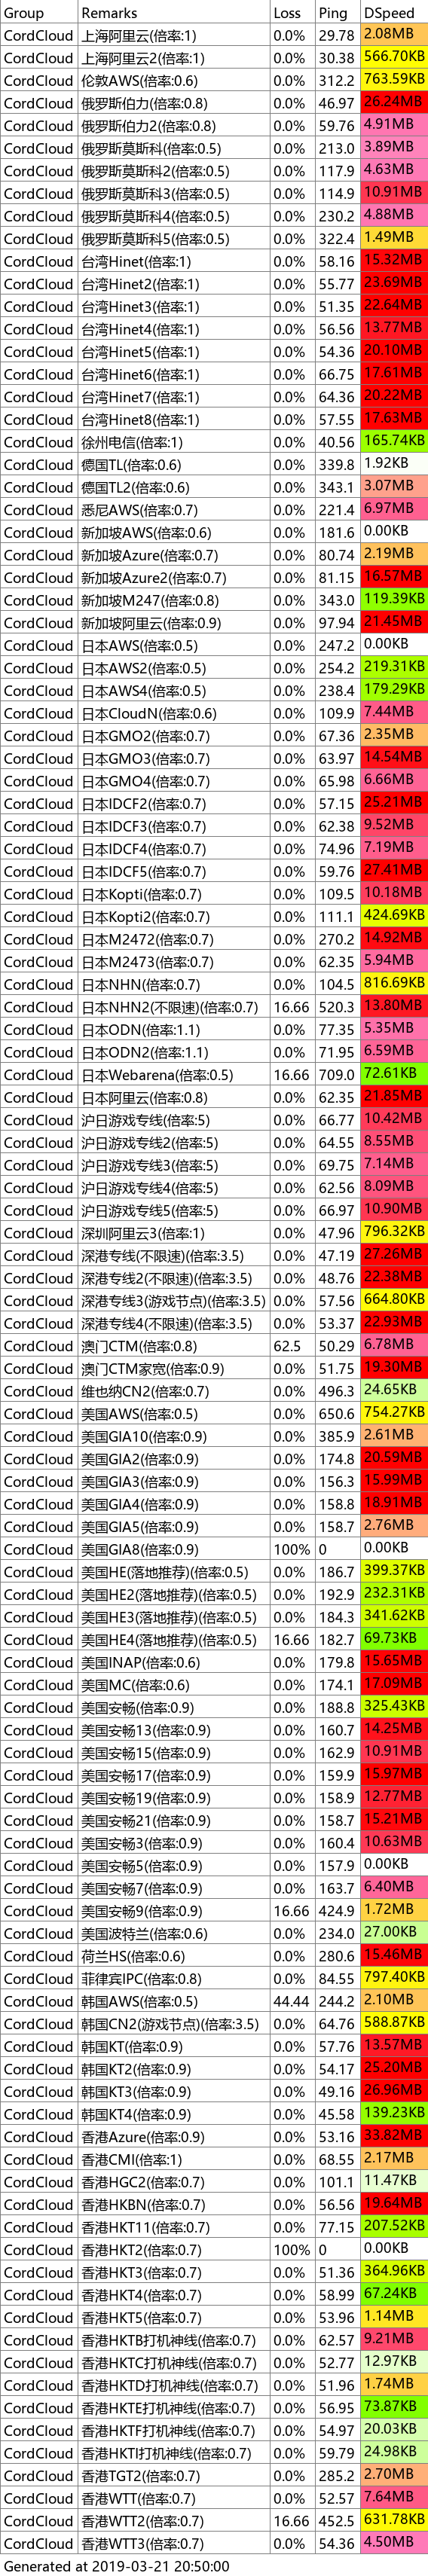 Group Remarks Loss Ping DSpeed
CordCloud 上海阿里云(倍率:1) 0.0% 29.78 2.08MB
CordCloud 上海阿里云2(倍率:1) 0.0% 30.38 566.70KB
CordCloud 伦敦AWS(倍率:0.6) 0.0% 312.2 763.59KB
CordCloud 俄罗斯伯力(倍率:0.8) 0.0% 46.97 26.24MB
CordCloud 俄罗斯伯力2(倍率:0.8) 0.0% 59.76 4.91MB
CordCloud 俄罗斯莫斯科(倍率:0.5) 0.0% 213.0 3.89MB
CordCloud 俄罗斯莫斯科2(倍率:0.5) 0.0% 117.9 4.63MB
CordCloud 俄罗斯莫斯科3(倍率:0.5) 0.0% 114.9 10.91MB
CordCloud 俄罗斯莫斯科4(倍率:0.5) 0.0% 230.2 4.88MB
CordCloud 俄罗斯莫斯科5(倍率:0.5) 0.0% 322.4 1.49MB
CordCloud 台湾Hinet(倍率:1) 0.0% 58.16 15.32MB
CordCloud 台湾Hinet2(倍率:1) 0.0% 55.77 23.69MB
CordCloud 台湾Hinet3(倍率:1) 0.0% 51.35 22.64MB
CordCloud 台湾Hinet4(倍率:1) 0.0% 56.56 13.77MB
CordCloud 台湾Hinet5(倍率:1) 0.0% 54.36 20.10MB
CordCloud 台湾Hinet6(倍率:1) 0.0% 66.75 17.61MB
CordCloud 台湾Hinet7(倍率:1) 0.0% 64.36 20.22MB
CordCloud 台湾Hinet8(倍率:1) 0.0% 57.55 17.63MB
CordCloud 徐州电信(倍率:1) 0.0% 40.56 165.74KB
CordCloud 德国TL(倍率:0.6) 0.0% 339.8 1.92KB
CordCloud 德国TL2(倍率:0.6) 0.0% 343.1 3.07MB
CordCloud 悉尼AWS(倍率:0.7) 0.0% 221.4 6.97MB
CordCloud 新加坡AWS(倍率:0.6) 0.0% 181.6 0.00KB
CordCloud 新加坡Azure(倍率:0.7) 0.0% 80.74 2.19MB
CordCloud 新加坡Azure2(倍率:0.7) 0.0% 81.15 16.57MB
CordCloud 新加坡M247(倍率:0.8) 0.0% 343.0 119.39KB
CordCloud 新加坡阿里云(倍率:0.9) 0.0% 97.94 21.45MB
CordCloud 日本AWS(倍率:0.5) 0.0% 247.2 0.00KB
CordCloud 日本AWS2(倍率:0.5) 0.0% 254.2 219.31KB
CordCloud 日本AWS4(倍率:0.5) 0.0% 238.4 179.29KB
CordCloud 日本CloudN(倍率:0.6) 0.0% 109.9 7.44MB
CordCloud 日本GMO2(倍率:0.7) 0.0% 67.36 2.35MB
CordCloud 日本GMO3(倍率:0.7) 0.0% 63.97 14.54MB
CordCloud 日本GMO4(倍率:0.7) 0.0% 65.98 6.66MB
CordCloud 日本IDCF2(倍率:0.7) 0.0% 57.15 25.21MB
CordCloud 日本IDCF3(倍率:0.7) 0.0% 62.38 9.52MB
CordCloud 日本IDCF4(倍率:0.7) 0.0% 74.96 7.19MB
CordCloud 日本IDCF5(倍率:0.7) 0.0% 59.76 27.41MB
CordCloud 日本Kopti(倍率:0.7) 0.0% 109.5 10.18MB
CordCloud 日本Kopti2(倍率:0.7) 0.0% 111.1 424.69KB
CordCloud 日本M2472(倍率:0.7) 0.0% 270.2 14.92MB
CordCloud 日本M2473(倍率:0.7) 0.0% 62.35 5.94MB
CordCloud 日本NHN(倍率:0.7) 0.0% 104.5 816.69KB
CordCloud 日本NHN2(不限速)(倍率:0.7) 16.66 520.3 13.80MB
CordCloud 日本ODN(倍率:1.1) 0.0% 77.35 5.35MB
CordCloud 日本ODN2(倍率:1.1) 0.0% 71.95 6.59MB
CordCloud 日本Webarena(倍率:0.5) 16.66 709.0 72.61KB
CordCloud 日本阿里云(倍率:0.8) 0.0% 62.35 21.85MB
CordCloud 沪日游戏专线(倍率:5) 0.0% 66.77 10.42MB
CordCloud 沪日游戏专线2(倍率:5) 0.0% 64.55 8.55MB
CordCloud 沪日游戏专线3(倍率:5) 0.0% 69.75 7.14MB
CordCloud 沪日游戏专线4(倍率:5) 0.0% 62.56 8.09MB
CordCloud 沪日游戏专线5(倍率:5) 0.0% 66.97 10.90MB
CordCloud 深圳阿里云3(倍率:1) 0.0% 47.96 796.32KB
CordCloud 深港专线(不限速)(倍率:3.5) 0.0% 47.19 27.26MB
CordCloud 深港专线2(不限速)(倍率:3.5) 0.0% 48.76 22.38MB
CordCloud 深港专线3(游戏节点)(倍率:3.5) 0.0% 57.56 664.80KB
CordCloud 深港专线4(不限速)(倍率:3.5) 0.0% 53.37 22.93MB
CordCloud 澳门CTM(倍率:0.8) 62.5 50.29 6.78MB
CordCloud 澳门CTM家宽(倍率:0.9) 0.0% 51.75 19.30MB
CordCloud 维也纳CN2(倍率:0.7) 0.0% 496.3 24.65KB
CordCloud 美国AWS(倍率:0.5) 0.0% 650.6 754.27KB
CordCloud 美国GIA10(倍率:0.9) 0.0% 385.9 2.61MB
CordCloud 美国GIA2(倍率:0.9) 0.0% 174.8 20.59MB
CordCloud 美国GIA3(倍率:0.9) 0.0% 156.3 15.99MB
CordCloud 美国GIA4(倍率:0.9) 0.0% 158.8 18.91MB
CordCloud 美国GIA5(倍率:0.9) 0.0% 158.7 2.76MB
CordCloud 美国GIA8(倍率:0.9) 100% 0 0.00KB
CordCloud 美国HE(落地推荐)(倍率:0.5) 0.0% 186.7 399.37KB
CordCloud 美国HE2(落地推荐)(倍率:0.5) 0.0% 192.9 232.31KB
CordCloud 美国HE3(落地推荐)(倍率:0.5) 0.0% 184.3 341.62KB
CordCloud 美国HE4(落地推荐)(倍率:0.5) 16.66 182.7 69.73KB
CordCloud 美国INAP(倍率:0.6) 0.0% 179.8 15.65MB
CordCloud 美国MC(倍率:0.6) 0.0% 174.1 17.09MB
CordCloud 美国安畅(倍率:0.9) 0.0% 188.8 325.43KB
CordCloud 美国安畅13(倍率:0.9) 0.0% 160.7 14.25MB
CordCloud 美国安畅15(倍率:0.9) 0.0% 162.9 10.91MB
CordCloud 美国安畅17(倍率:0.9) 0.0% 159.9 15.97MB
CordCloud 美国安畅19(倍率:0.9) 0.0% 158.9 12.77MB
CordCloud 美国安畅21(倍率:0.9) 0.0% 158.7 15.21MB
CordCloud 美国安畅3(倍率:0.9) 0.0% 160.4 10.63MB
CordCloud 美国安畅5(倍率:0.9) 0.0% 157.9 0.00KB
CordCloud 美国安畅7(倍率:0.9) 0.0% 163.7 6.40MB
CordCloud 美国安畅9(倍率:0.9) 16.66 424.9 1.72MB
CordCloud 美国波特兰(倍率:0.6) 0.0% 234.0 27.00KB
CordCloud 荷兰HS(倍率:0.6) 0.0% 280.6 15.46MB
CordCloud 菲律宾IPC(倍率:0.8) 0.0% 84.55 797.40KB
CordCloud 韩国AWS(倍率:0.5) 44.44 244.2 2.10MB
CordCloud 韩国CN2(游戏节点)(倍率:3.5) 0.0% 64.76 588.87KB
CordCloud 韩国KT(倍率:0.9) 0.0% 57.76 13.57MB
CordCloud 韩国KT2(倍率:0.9) 0.0% 54.17 25.20MB
CordCloud 韩国KT3(倍率:0.9) 0.0% 49.16 26.96MB
CordCloud 韩国KT4(倍率:0.9) 0.0% 45.58 139.23KB
CordCloud 香港Azure(倍率:0.9) 0.0% 53.16 33.82MB
CordCloud 香港CMI(倍率:1) 0.0% 68.55 2.17MB
CordCloud 香港HGC2(倍率:0.7) 0.0% 101.1 11.47KB
CordCloud 香港HKBN(倍率:0.7) 0.0% 56.56 19.64MB
CordCloud 香港HKT11(倍率:0.7) 0.0% 77.15 207.52KB
CordCloud 香港HKT2(倍率:0.7) 100% 0 0.00KB
CordCloud 香港HKT3(倍率:0.7) 0.0% 51.36 364.96KB
CordCloud 香港HKT4(倍率:0.7) 0.0% 58.99 67.24KB
CordCloud 香港HKT5(倍率:0.7) 0.0% 53.96 1.14MB
CordCloud 香港HKTB打机神线(倍率:0.7) 0.0% 62.57 9.21MB
CordCloud 香港HKTC打机神线(倍率:0.7) 0.0% 52.77 12.97KB
CordCloud 香港HKTD打机神线(倍率:0.7) 0.0% 51.96 1.74MB
CordCloud 香港HKTE打机神线(倍率:0.7) 0.0% 56.95 73.87KB
CordCloud 香港HKTF打机神线(倍率:0.7) 0.0% 54.97 20.03KB
CordCloud 香港HKTI打机神线(倍率:0.7) 0.0% 59.79 24.98KB
CordCloud 香港TGT2(倍率:0.7) 0.0% 285.2 2.70MB
CordCloud 香港WTT(倍率:0.7) 0.0% 52.57 7.64MB
CordCloud 香港WTT2(倍率:0.7) 16.66 452.5 631.78KB
CordCloud 香港WTT3(倍率:0.7) 0.0% 54.36 4.50MB
Generated at 2019-03-21 20:50:00